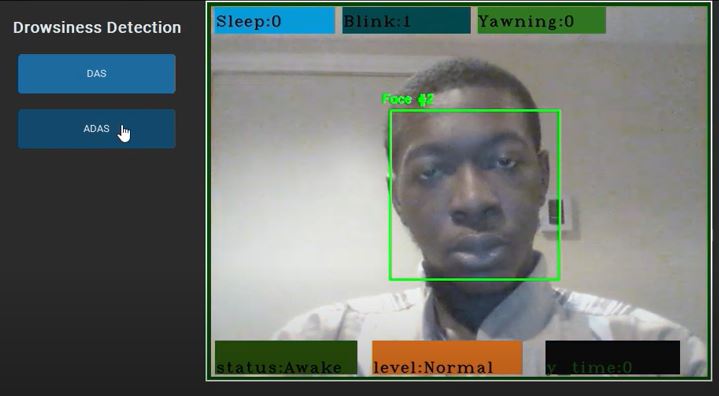 Drowsiness Detection
DAS
ADAS
Sleep:0
Blink:1
Yawning:0
Face #2
status:Awake
level:Normal
y_time:0